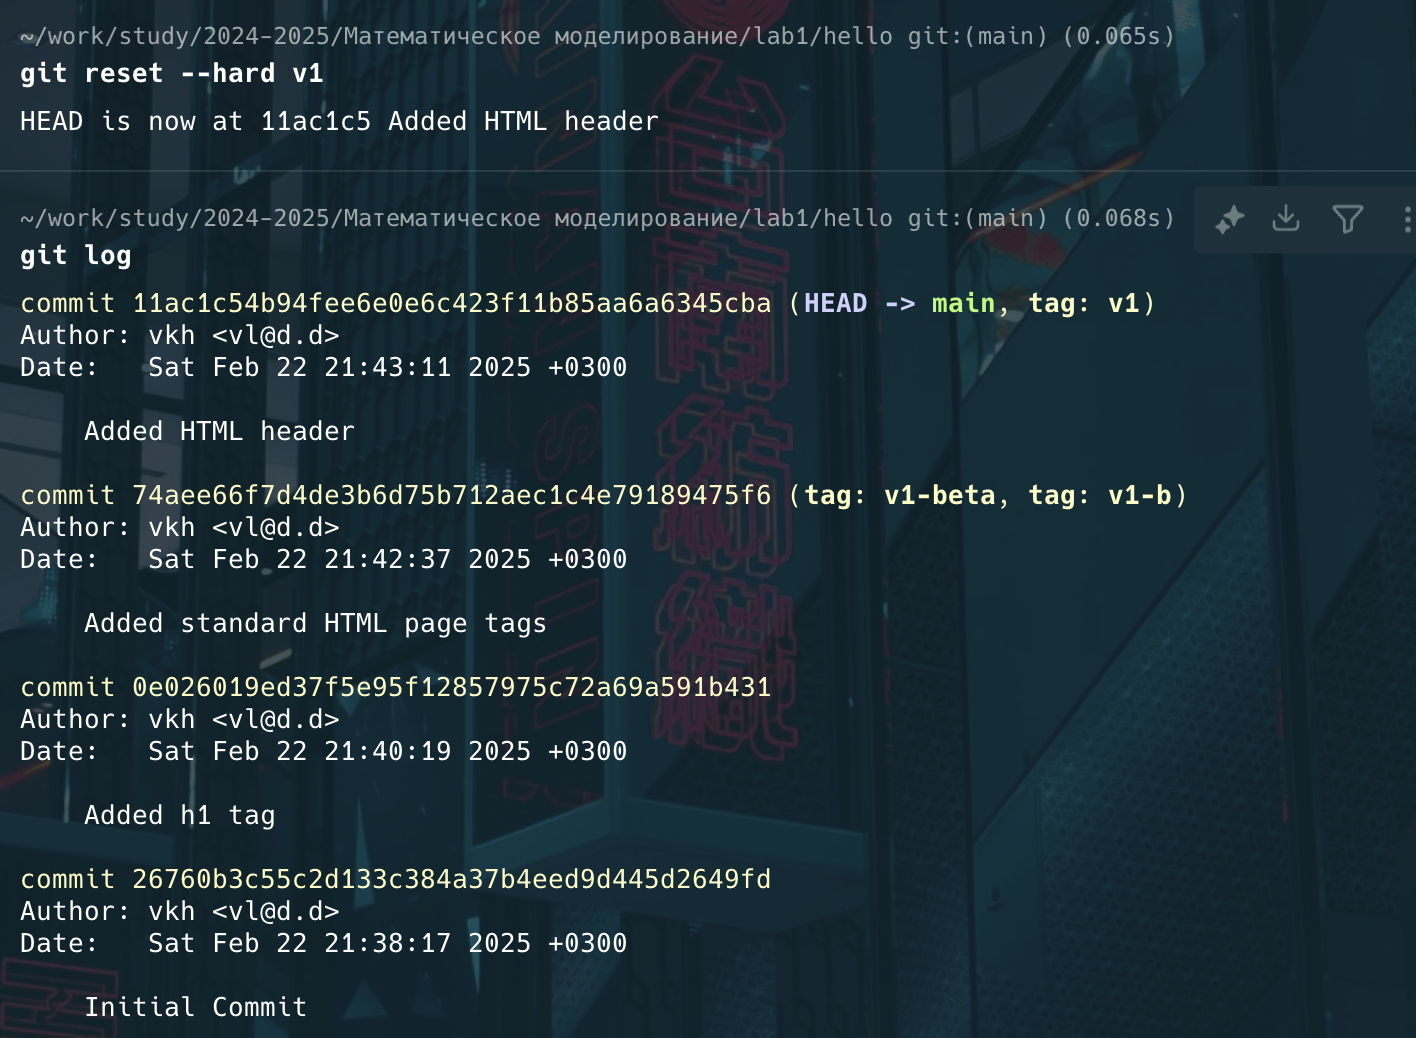 ~/work/study/2024-2025/Математическое моделирование/lab1/hello git:(main) (0.065s)
git reset --hard v1
HEAD is now at 11ac1c5 Added HTML header
~/work/study/2024-2025/Математическое моделирование/lab1/hello git:(main) (0.068s)
git log
commit 11ac1c54b94fee6e0e6c423f11b85aa6a6345cba (HEAD -> main, tag: v1)
Author: vkh <vl@d.d>
Date:   Sat Feb 22 21:43:11 2025 +0300
Added HTML header
commit 74aee66f7d4de3b6d75b712aec1c4e79189475f6 (tag: v1-beta, tag: v1-b)
Author: vkh <vl@d.d>
Date:   Sat Feb 22 21:42:37 2025 +0300
Added standard HTML page tags
commit 0e026019ed37f5e95f12857975c72a69a591b431
Author: vkh <vl@d.d>
Date:   Sat Feb 22 21:40:19 2025 +0300
Added h1 tag
commit 26760b3c55c2d133c384a37b4eed9d445d2649fd
Author: vkh <vl@d.d>
Date:   Sat Feb 22 21:38:17 2025 +0300
Initial Commit